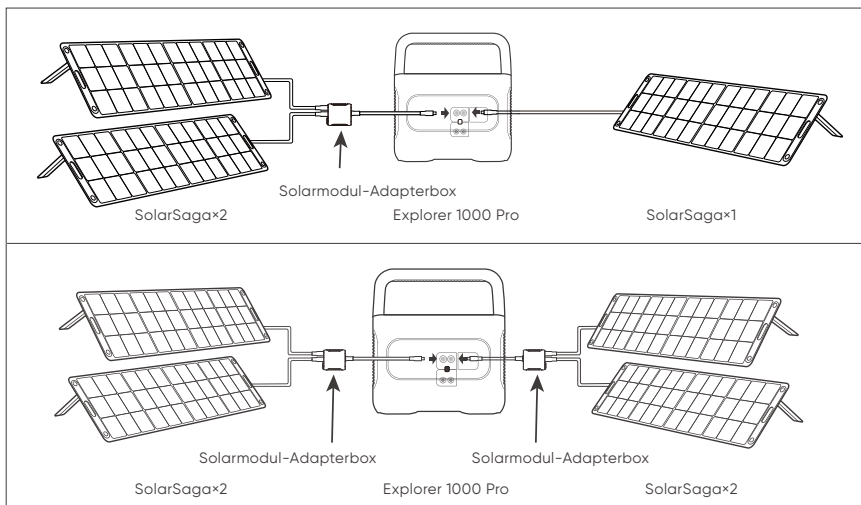 Solarmodul-Adapterbox
SolarSaga×2 Explorer 1000 Pro SolarSaga×1
Solarmodul-Adapterbox Solarmodul-Adapterbox
SolarSaga×2 Explorer 1000 Pro SolarSaga×2